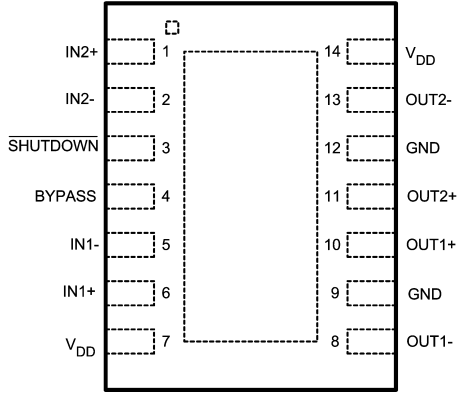 IN2+ 1 14 VDD
IN2- 2 13 OUT2-
SHUTDOWN 3 12 GND
BYPASS 4 11 OUT2+
IN1- 5 10 OUT1+
IN1+ 6 9 GND
VDD 7 8 OUT1-